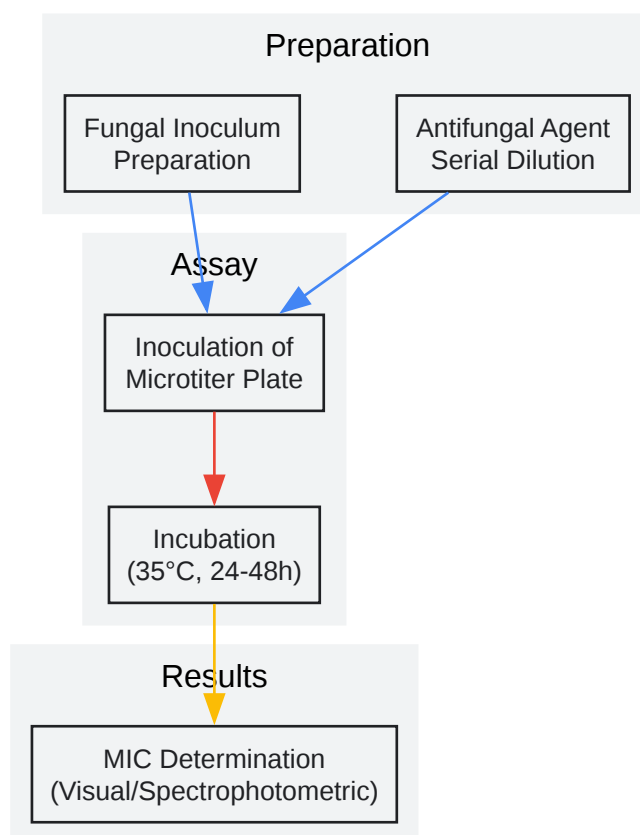 Preparation
Fungal Inoculum
Preparation
Antifungal Agent
Serial Dilution
Assay
Inoculation of
Microtiter Plate
Incubation
(35°C, 24-48h)
Results
MIC Determination
(Visual/Spectrophotometric)